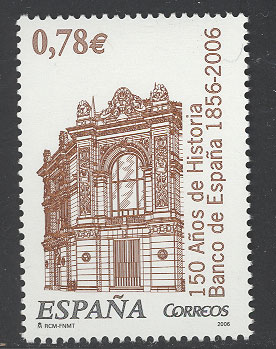 0,78€
150 Años de Historia
Banco de España 1856-2006
ESPAÑA
CORREOS
RCM-FNMT
2006